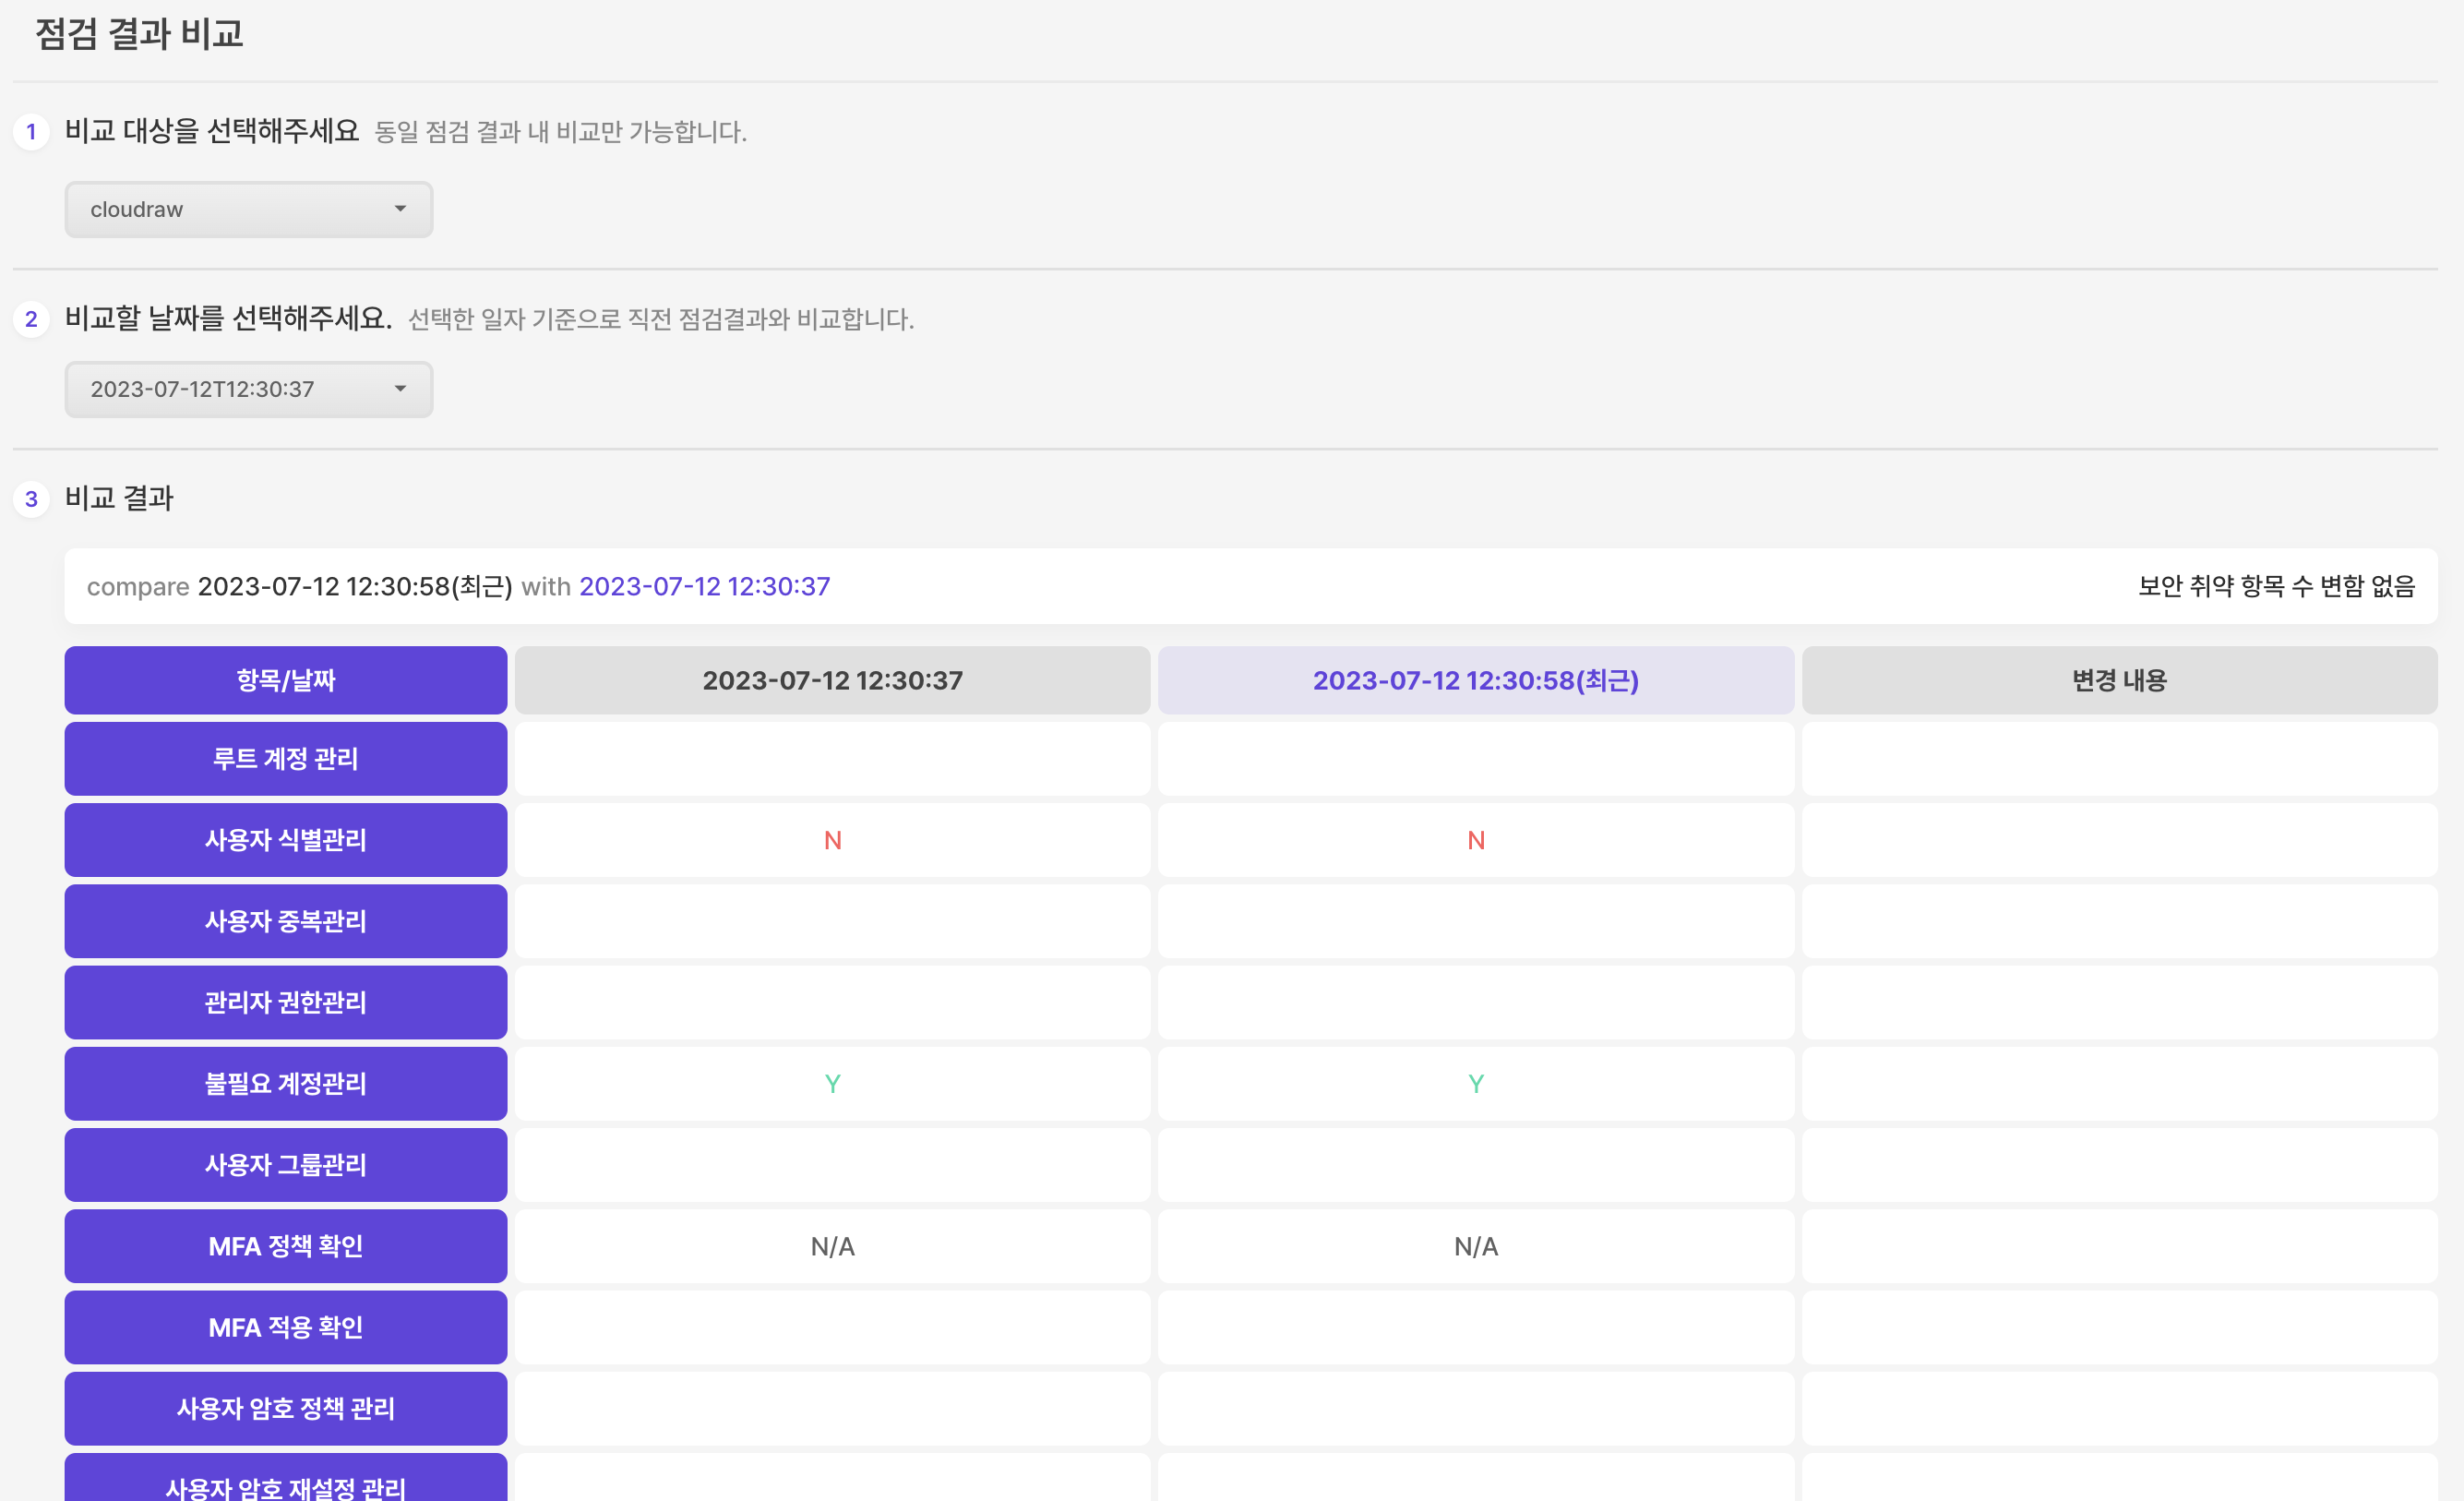 점검 결과 비교
1 비교 대상을 선택해주세요 동일 점검 결과 내 비교만 가능합니다.
cloudraw
2 비교할 날짜를 선택해주세요. 선택한 일자 기준으로 직전 점검결과와 비교합니다.
2023-07-12T12:30:37
3 비교 결과
compare 2023-07-12 12:30:58(최근) with 2023-07-12 12:30:37 보안 취약 항목 수 변함 없음
항목/날짜 2023-07-12 12:30:37 2023-07-12 12:30:58(최근) 변경 내용
루트 계정 관리
사용자 식별관리 N N
사용자 중복관리
관리자 권한관리
불필요 계정관리 Y Y
사용자 그룹관리
MFA 정책 확인 N/A N/A
MFA 적용 확인
사용자 암호 정책 관리
사용자 암호 재설정 관리